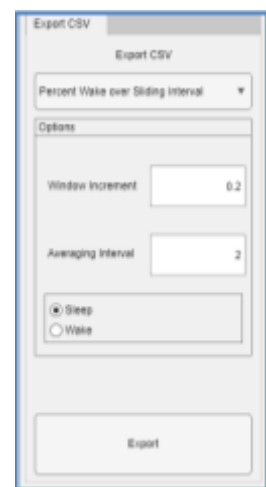 Export CSV
Export CSV
Percent Wake over Sliding Interval
Options
Window Increment 0.2
Averaging Interval 2
Sleep
Wake
Export